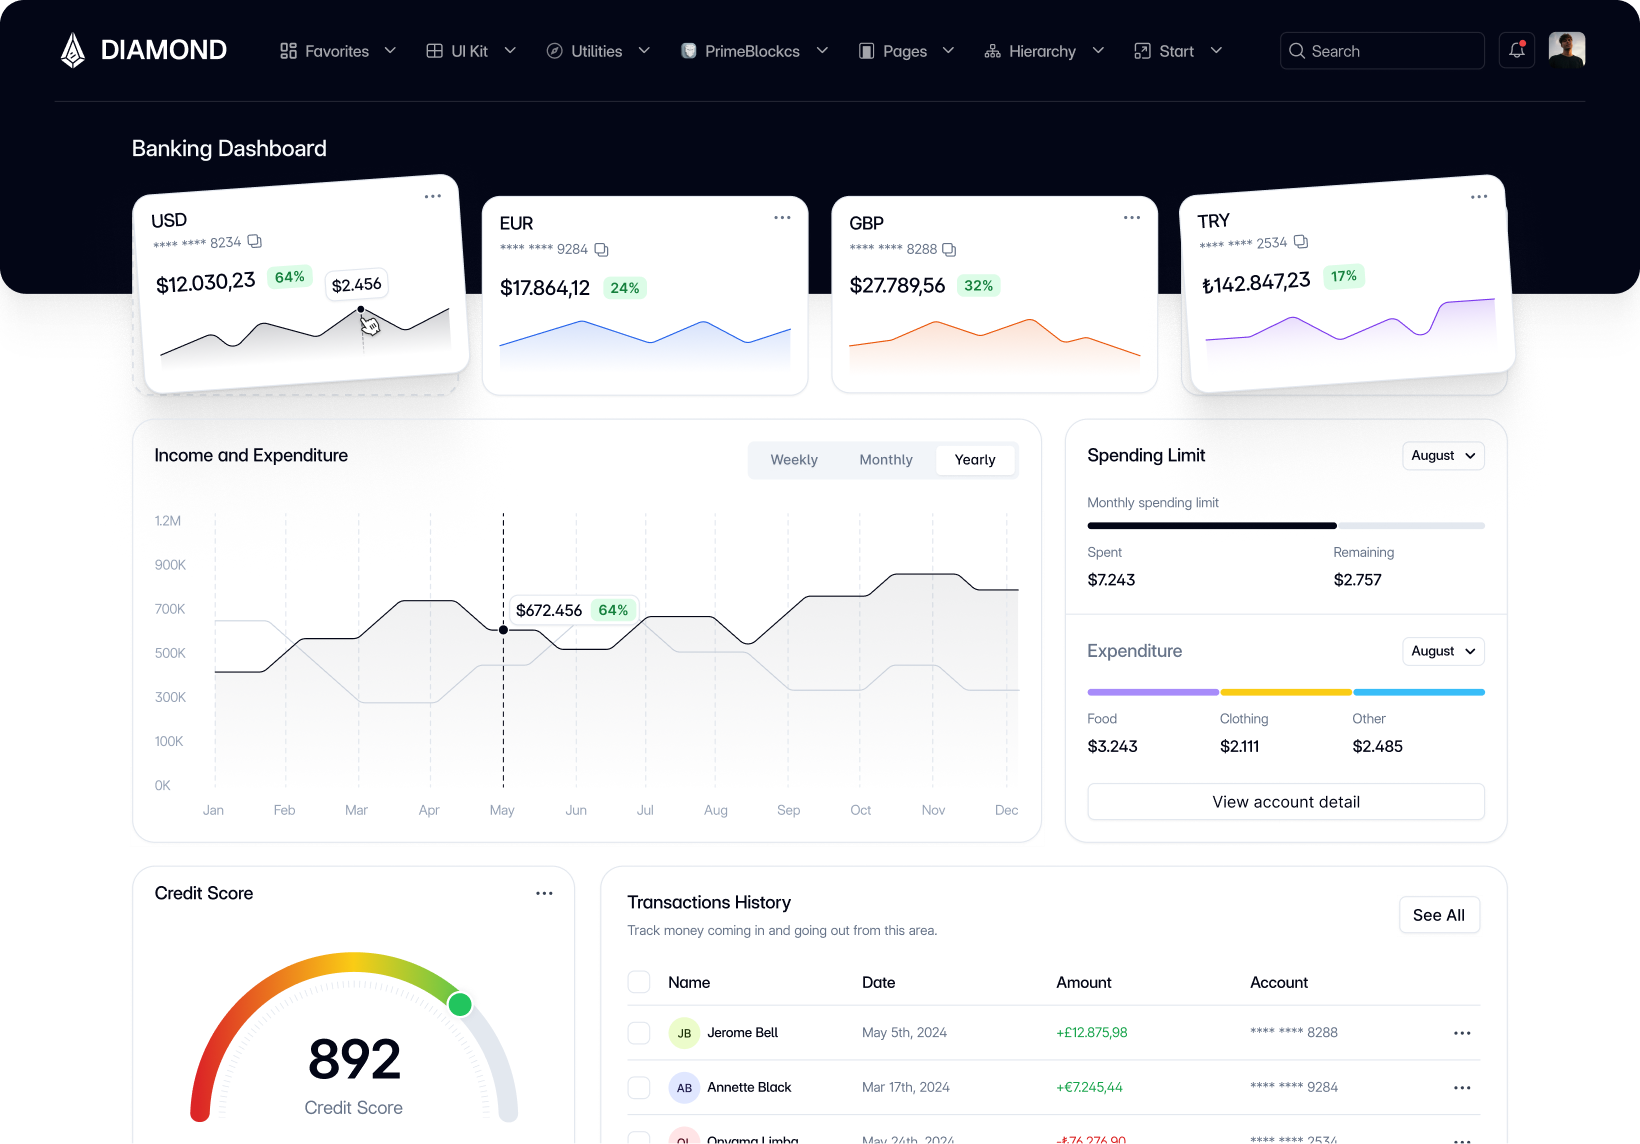 DIAMOND
Favorites
UI Kit
Utilities
PrimeBlockcs
Pages
Hierarchy
Start
Search
Banking Dashboard
USD
**** **** 8234
$12.030,23 64%
$2.456
EUR
**** **** 9284
$17.864,12 24%
GBP
**** **** 8288
$27.789,56 32%
TRY
**** **** 2534
₺142.847,23 17%
Income and Expenditure
Weekly Monthly Yearly
1.2M
900K
700K
500K
300K
100K
0K
$672.456 64%
Jan Feb Mar Apr May Jun Jul Aug Sep Oct Nov Dec
Spending Limit
August
Monthly spending limit
Spent Remaining
$7.243 $2.757
Expenditure
August
Food Clothing Other
$3.243 $2.111 $2.485
View account detail
Credit Score
892
Credit Score
Transactions History
Track money coming in and going out from this area.
See All
Name Date Amount Account
JB Jerome Bell May 5th, 2024 +£12.875,98 **** **** 8288
AB Annette Black Mar 17th, 2024 +€7.245,44 **** **** 9284
OL Onyama Limba May 24th, 2024 -₺76.276,90 **** **** 2534